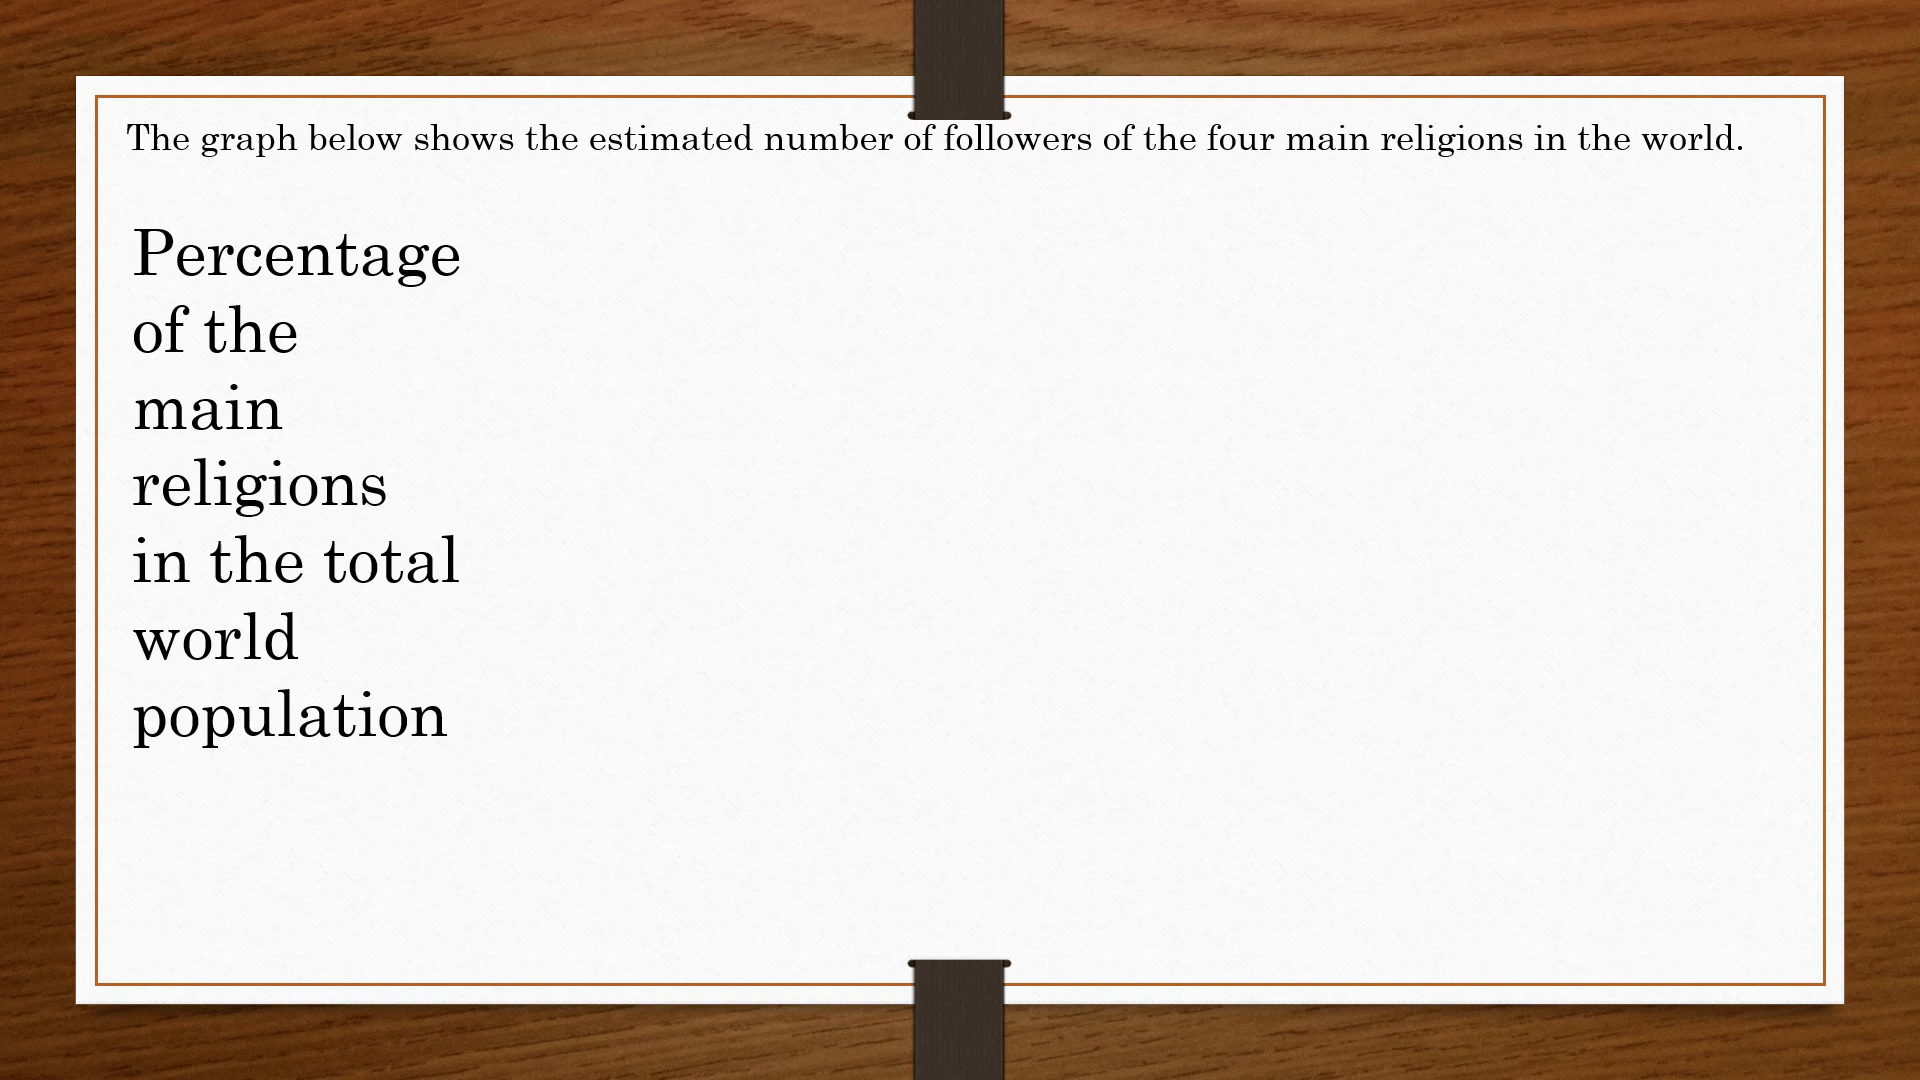 The graph below shows the estimated number of followers of the four main religions in the world.
Percentage
of the
main
religions
in the total
world
population